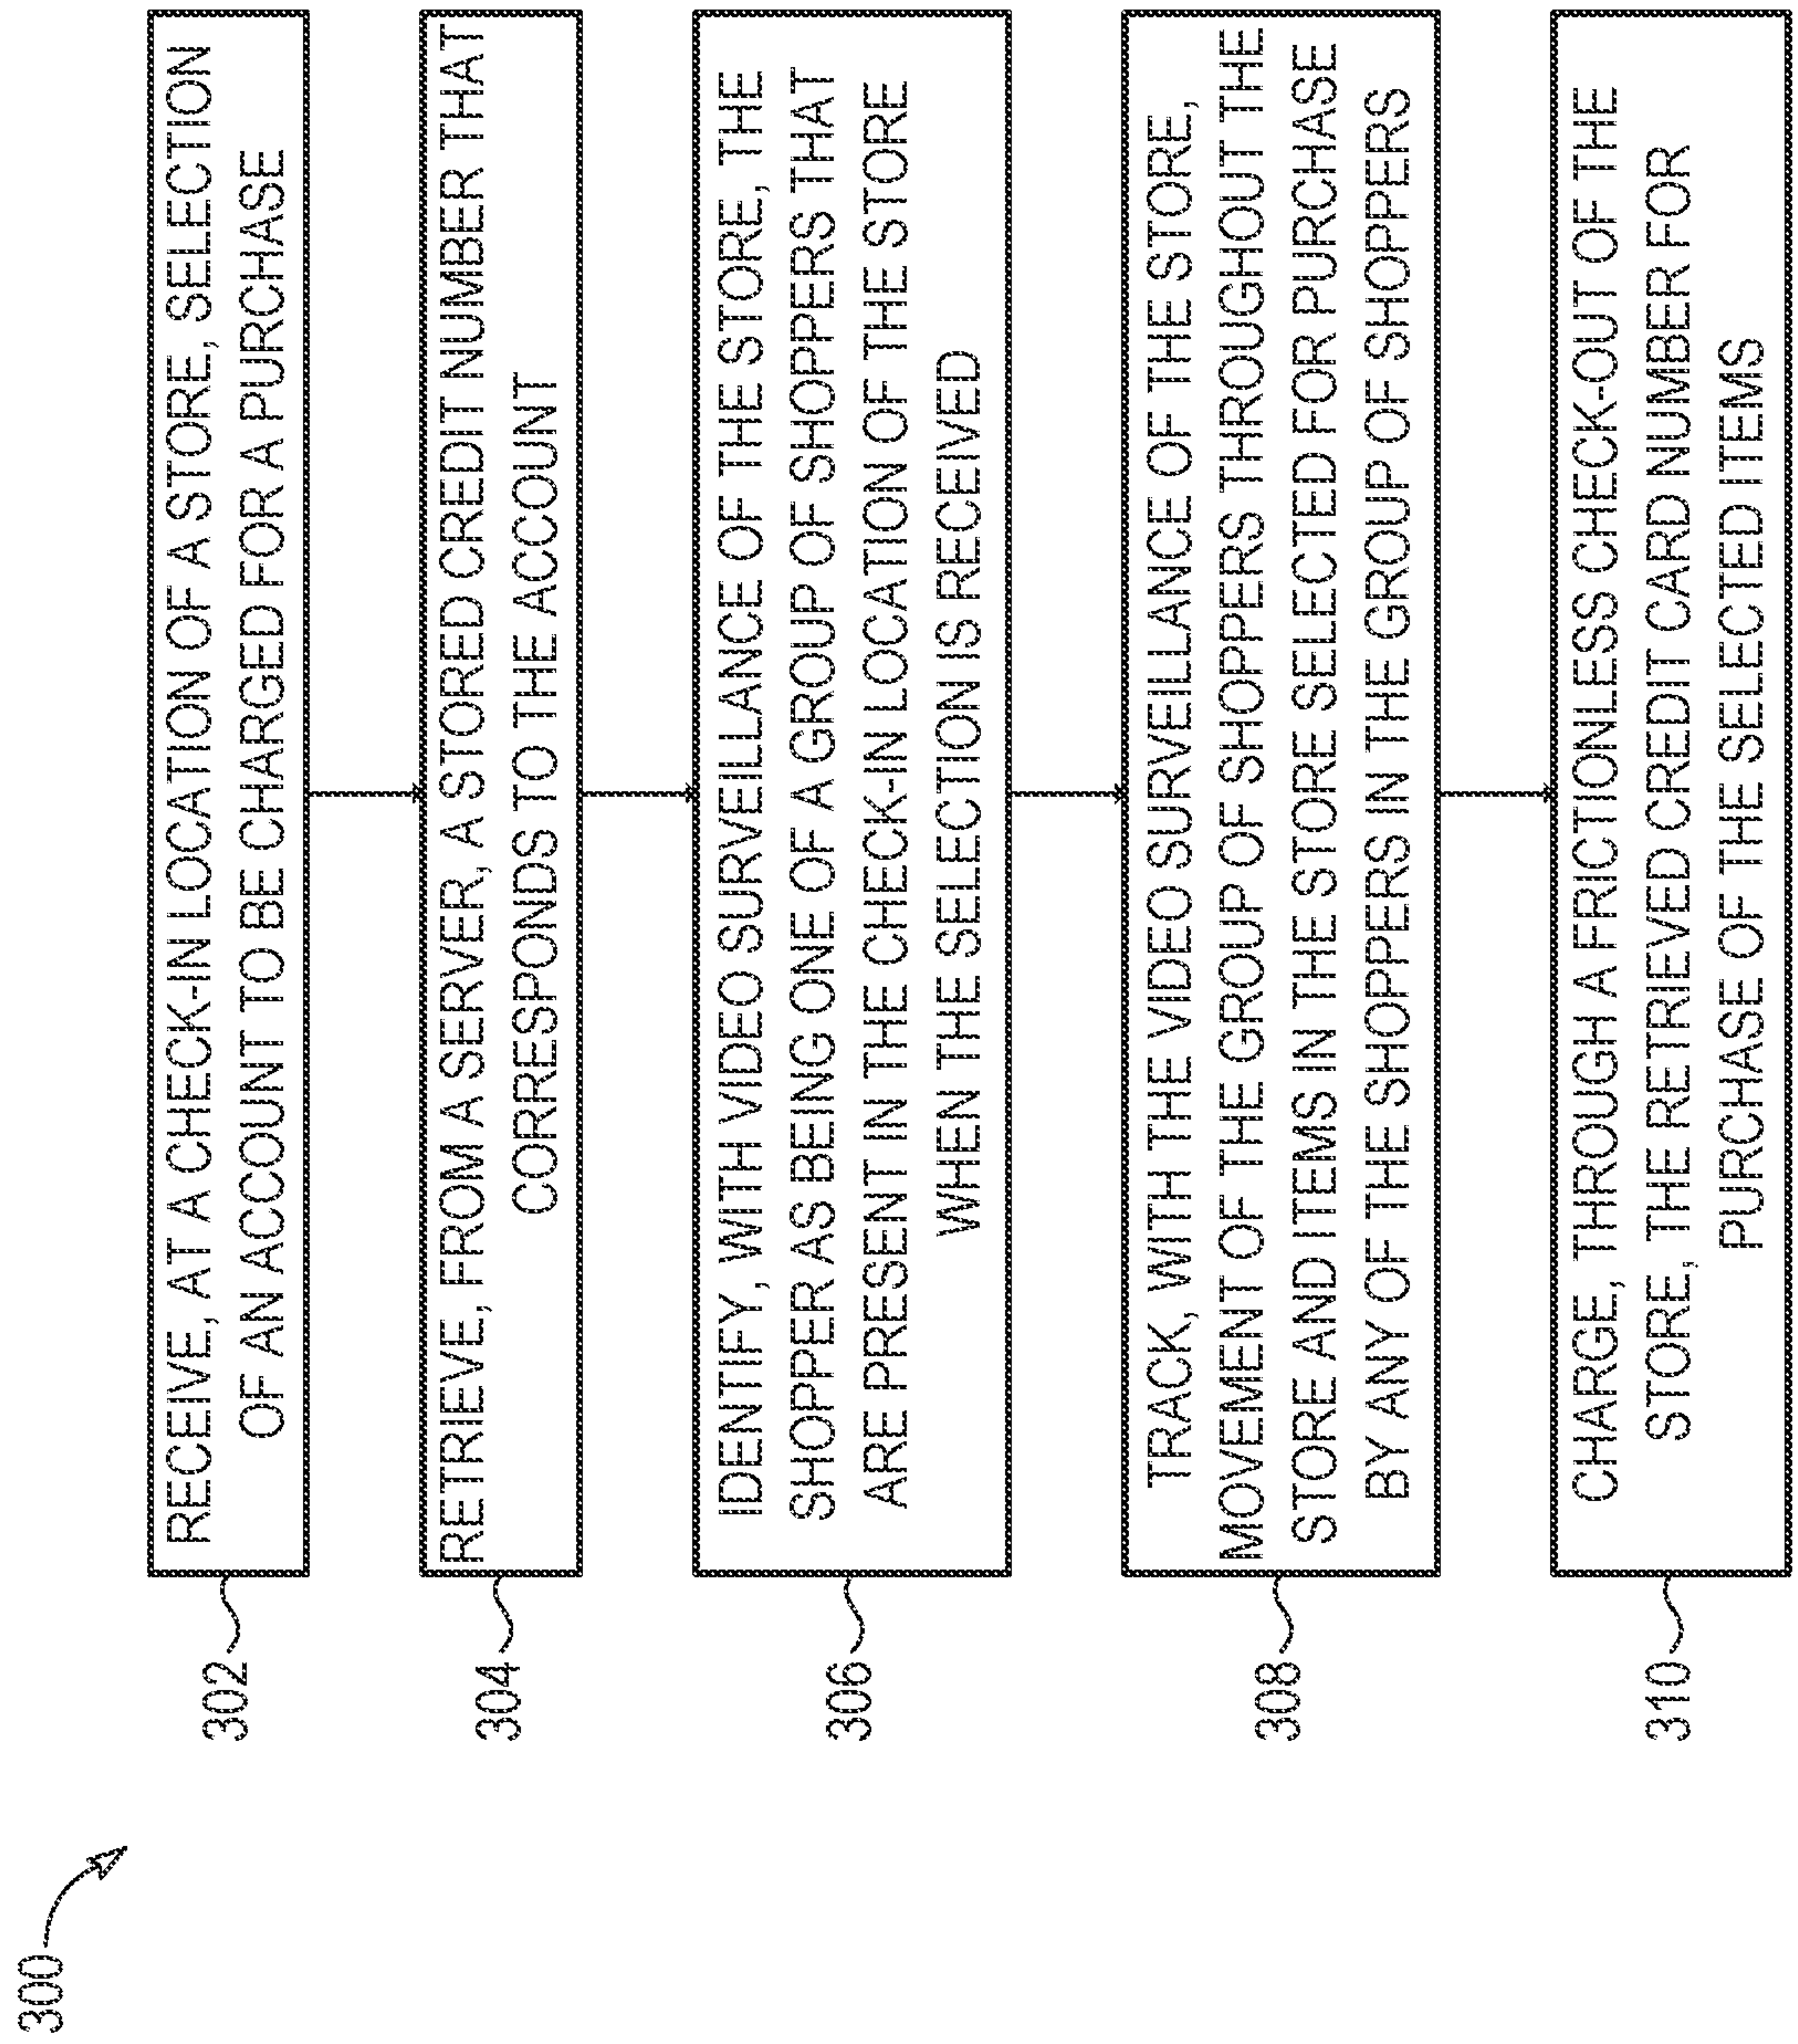 300
302
RECEIVE, AT A CHECK-IN LOCATION OF A STORE, SELECTION
OF AN ACCOUNT TO BE CHARGED FOR A PURCHASE
304
RETRIEVE, FROM A SERVER, A STORED CREDIT NUMBER THAT
CORRESPONDS TO THE ACCOUNT
306
IDENTIFY, WITH VIDEO SURVEILLANCE OF THE STORE, THE
SHOPPER AS BEING ONE OF A GROUP OF SHOPPERS THAT
ARE PRESENT IN THE CHECK-IN LOCATION OF THE STORE
WHEN THE SELECTION IS RECEIVED
308
TRACK, WITH THE VIDEO SURVEILLANCE OF THE STORE,
MOVEMENT OF THE GROUP OF SHOPPERS THROUGHOUT THE
STORE AND ITEMS IN THE STORE SELECTED FOR PURCHASE
BY ANY OF THE SHOPPERS IN THE GROUP OF SHOPPERS
310
CHARGE, THROUGH A FRICTIONLESS CHECK-OUT OF THE
STORE, THE RETRIEVED CREDIT CARD NUMBER FOR
PURCHASE OF THE SELECTED ITEMS